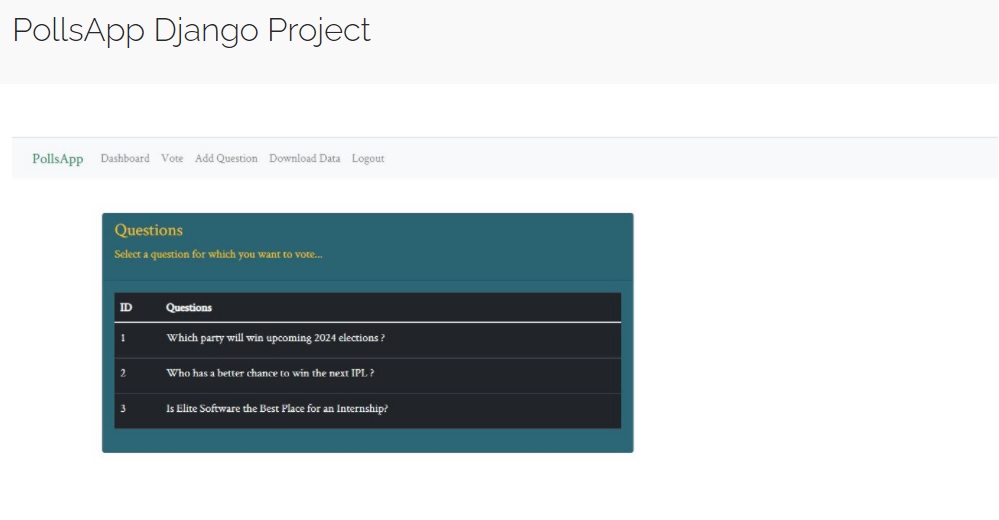 PollsApp Django Project
PollsApp Dashboard Vote Add Question Download Data Logout
Questions
Select a question for which you want to vote...
ID Questions
1 Which party will win upcoming 2024 elections ?
2 Who has a better chance to win the next IPL ?
3 Is Elite Software the Best Place for an Internship?